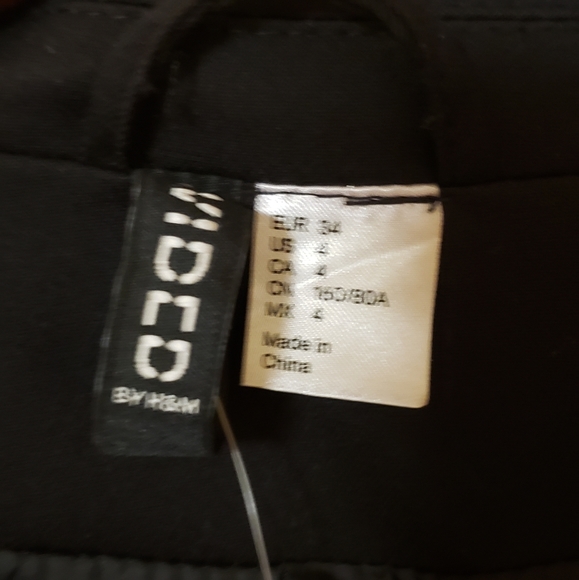 BY H&M
EUR 34
US 4
CA 4
CN 160/80A
MX 4
Made in
China